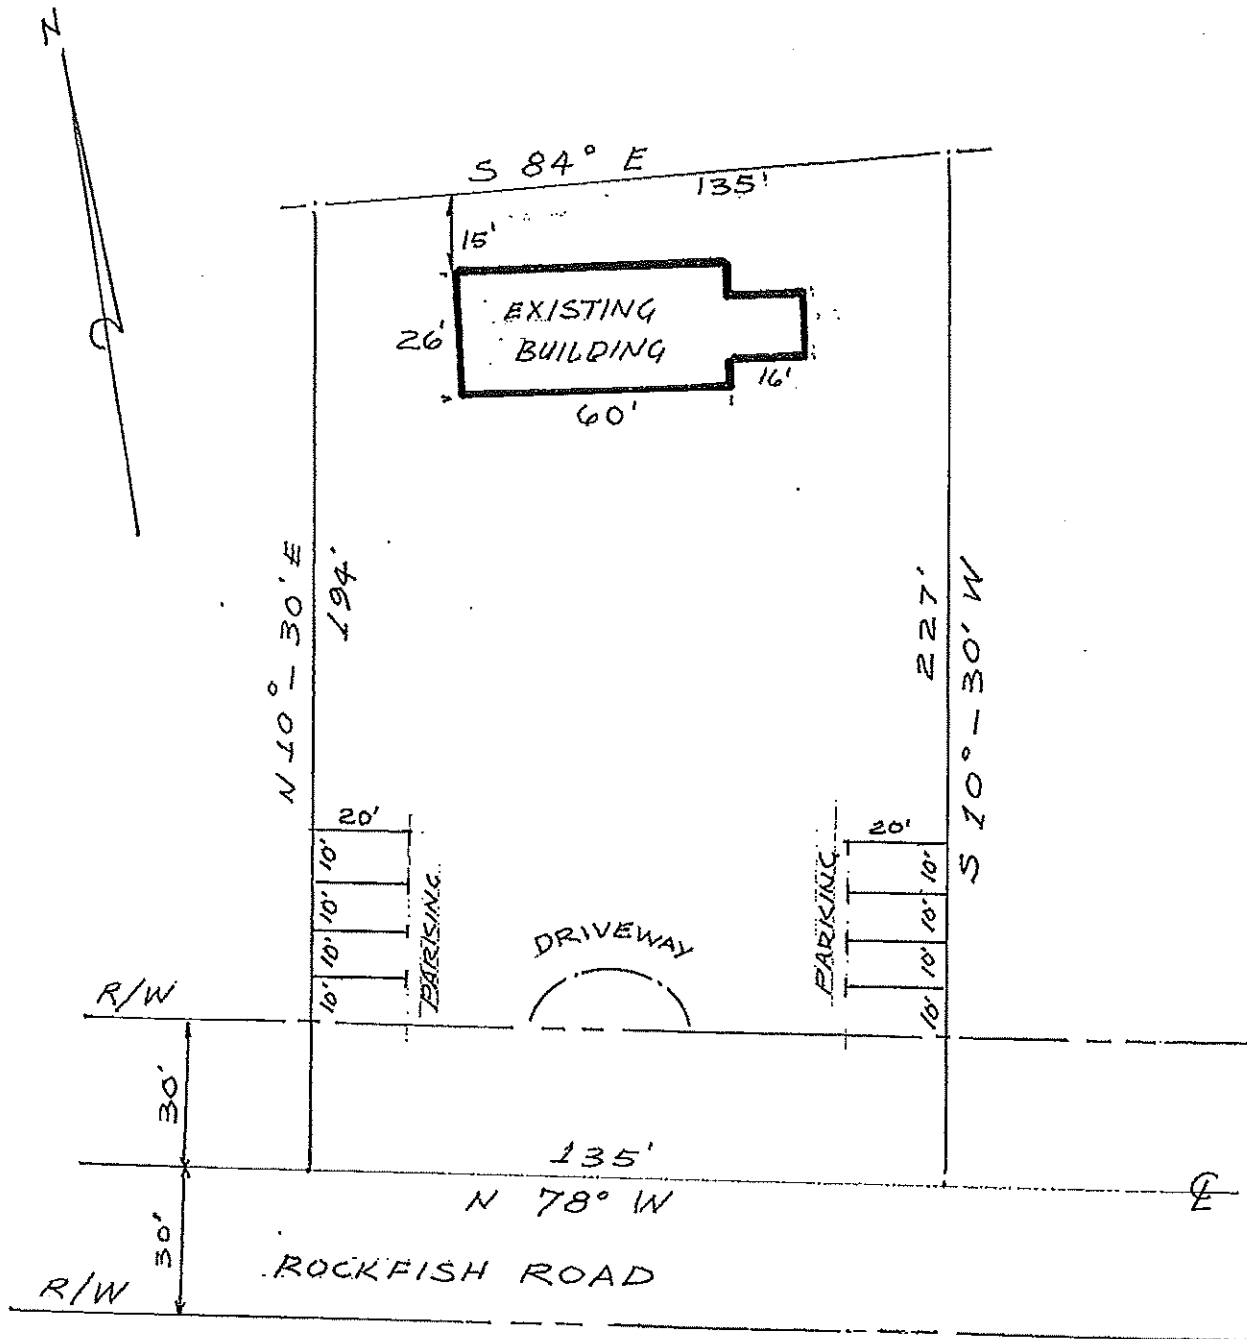 N
S 84° E
135'
15'
EXISTING
BUILDING
26'
16'
60'
N 10°-30' E
194'
227'
S 10°-30' W
20'
10'
10'
10'
10'
PARKING
DRIVEWAY
PARKING
20'
10'
10'
10'
10'
R/W
30'
135'
N 78° W
℄
30'
ROCKFISH ROAD
R/W